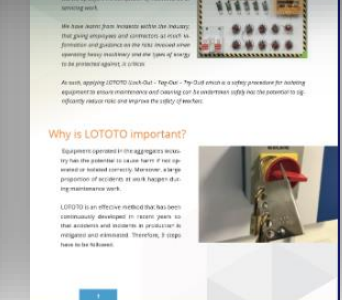 servicing work.
We have learnt from incidents within the industry
that giving employees and contractors as much in-
formation and guidance on the risks involved when
operating heavy machinery and the types of energy
to be protected against, is critical.
As such, applying LOTOTO (Lock-Out – Tag-Out – Try-Out) which is a safety procedure for isolating
equipment to ensure maintenance and cleaning can be undertaken safely has the potential to sig-
nificantly reduce risks and improve the safety of workers.
Why is LOTOTO important?
Equipment operated in the aggregates indus-
try has the potential to cause harm if not op-
erated or isolated correctly. Moreover, a large
proportion of accidents at work happen dur-
ing maintenance work.
LOTOTO is an effective method that has been
continuously developed in recent years so
that accidents and incidents in production is
mitigated and eliminated. Therefore, 9 steps
have to be followed.